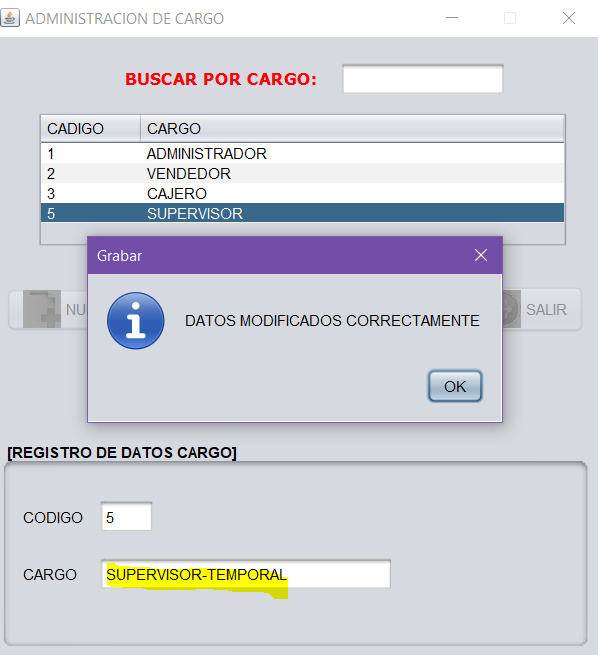 ADMINISTRACION DE CARGO
BUSCAR POR CARGO:
CADIGO CARGO
1 ADMINISTRADOR
2 VENDEDOR
3 CAJERO
5 SUPERVISOR
Grabar
NU SALIR
DATOS MODIFICADOS CORRECTAMENTE
OK
[REGISTRO DE DATOS CARGO]
CODIGO 5
CARGO SUPERVISOR-TEMPORAL